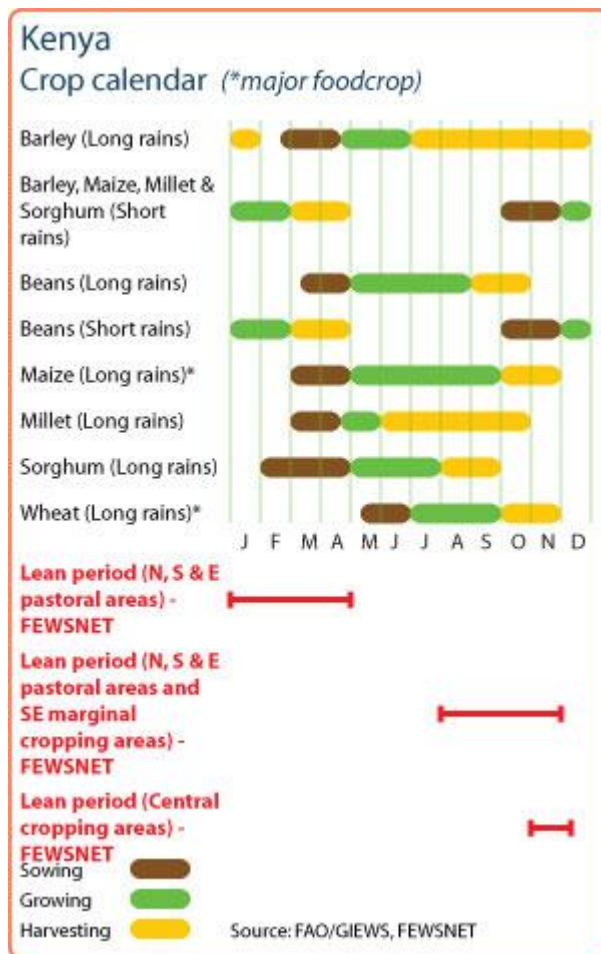 Kenya
Crop calendar (*major foodcrop)
Barley (Long rains)
Barley, Maize, Millet &
Sorghum (Short
rains)
Beans (Long rains)
Beans (Short rains)
Maize (Long rains)*
Millet (Long rains)
Sorghum (Long rains)
Wheat (Long rains)*
J F M A M J J A S O N D
Lean period (N, S & E
pastoral areas) -
FEWSNET
Lean period (N, S & E
pastoral areas and
SE marginal
cropping areas) -
FEWSNET
Lean period (Central
cropping areas) -
FEWSNET
Sowing
Growing
Harvesting
Source: FAO/GIEWS, FEWSNET